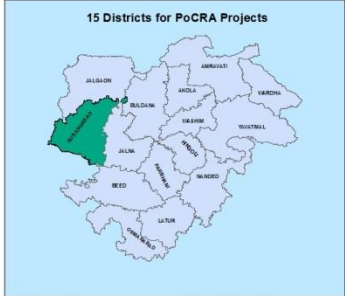 15 Districts for PoCRA Projects
AMRAVATI
JALGAON
AKOLA
WARDHA
BULDANA
AURANGABAD
WASHIM
YAVATMAL
JALNA
HINGOLI
PARBHANI
NANDED
BEED
LATUR
OSMANABAD